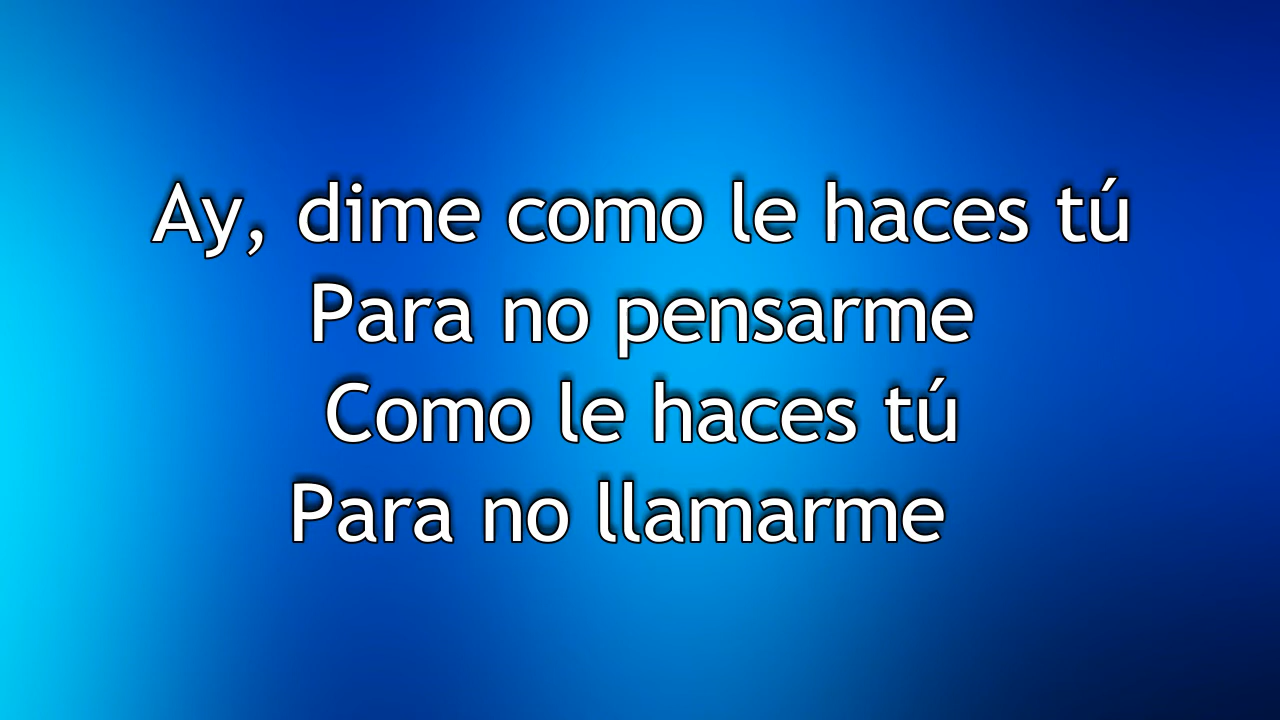 Ay, dime como le haces tú
Para no pensarme
Como le haces tú
Para no llamarme